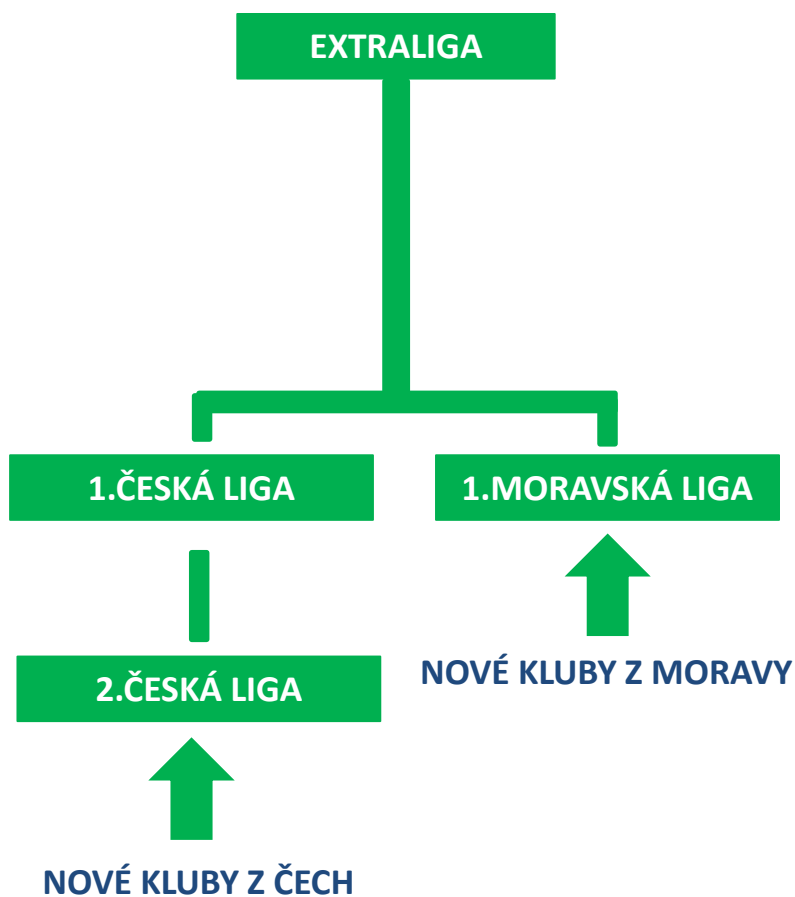 EXTRALIGA
1.ČESKÁ LIGA
1.MORAVSKÁ LIGA
2.ČESKÁ LIGA
NOVÉ KLUBY Z MORAVY
NOVÉ KLUBY Z ČECH